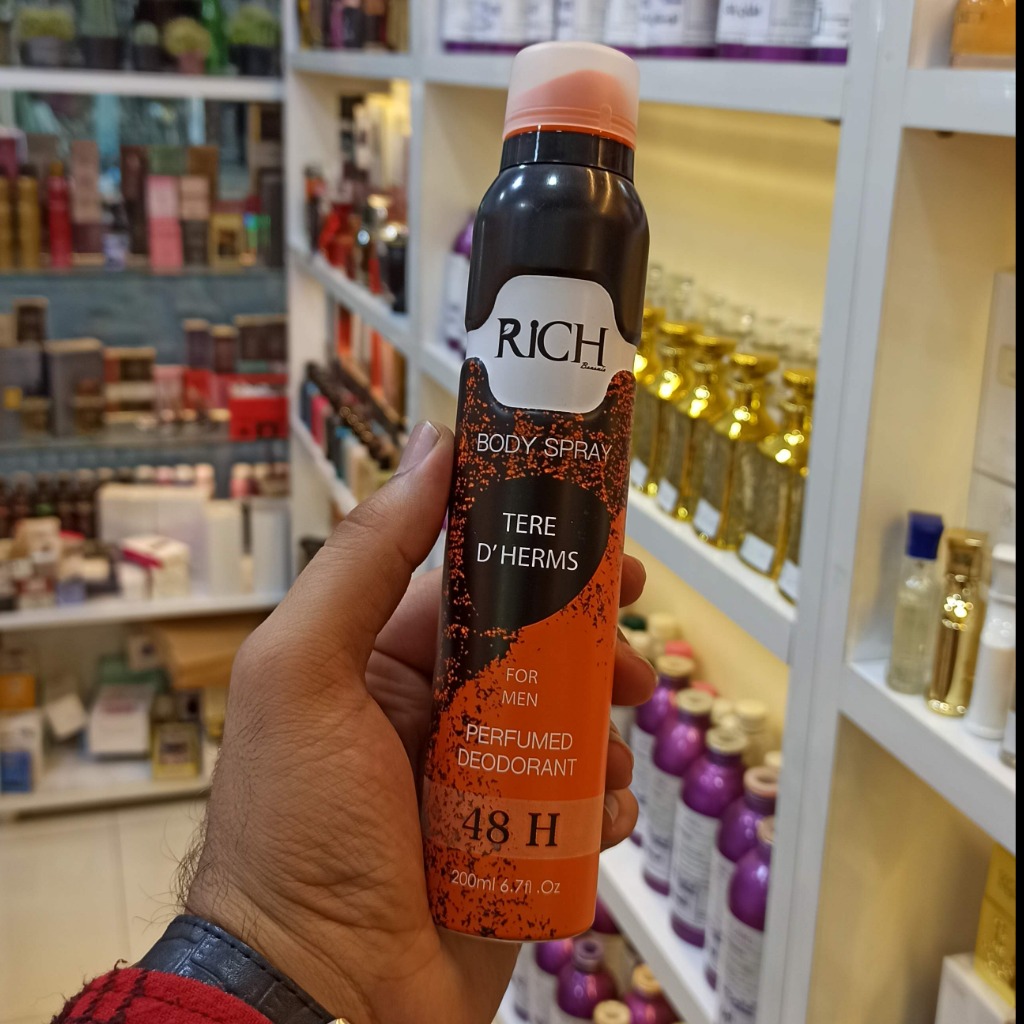 RiCH
BODY SPRAY
TERE
D'HERMS
FOR
MEN
PERFUMED
DEODORANT
48 H
200ml 6.7fl .Oz